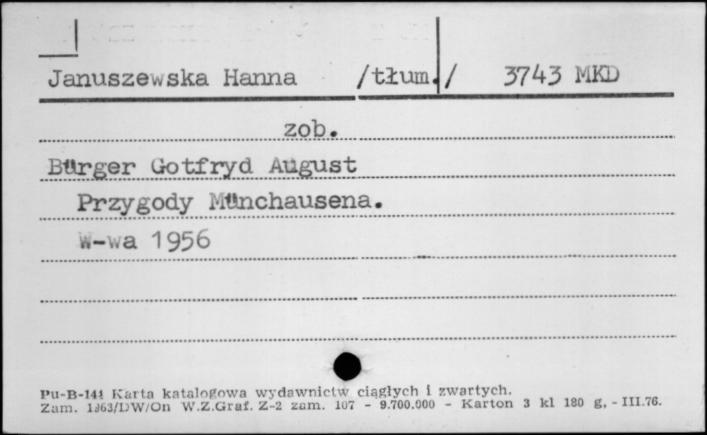 Januszewska Hanna /tłum./ 3743 MKD
zob.
Bürger Gotfryd August
Przygody Münchausena.
W-wa 1956
Pu-B-141 Karta katalogowa wydawnictw ciągłych i zwartych.
Zam. 1363/DW/On W.Z.Graf. Z-2 zam. 107 - 9.700.000 - Karton 3 kl 180 g. - III.76.